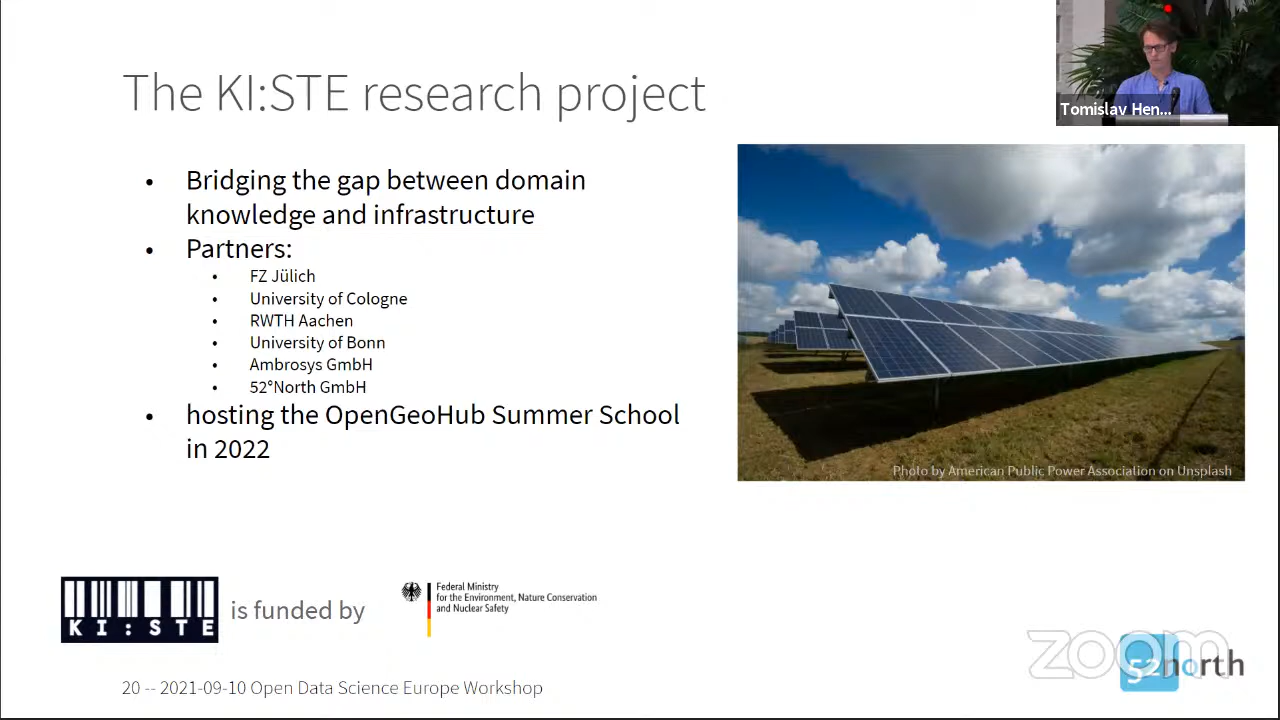 The KI:STE research project
Tomislav Hen...
• Bridging the gap between domain
knowledge and infrastructure
• Partners:
• FZ Jülich
• University of Cologne
• RWTH Aachen
• University of Bonn
• Ambrosys GmbH
• 52°North GmbH
• hosting the OpenGeoHub Summer School
in 2022
Photo by American Public Power Association on Unsplash
KI:STE
is funded by
Federal Ministry
for the Environment, Nature Conservation
and Nuclear Safety
zoom
52north
20 -- 2021-09-10 Open Data Science Europe Workshop